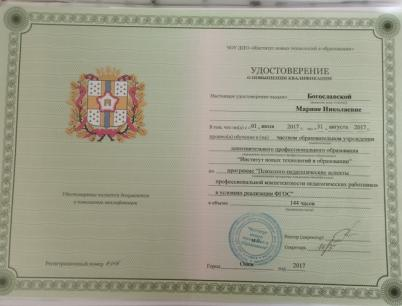 ЧОУ ДПО «Институт новых технологий в образовании»
УДОСТОВЕРЕНИЕ
О ПОВЫШЕНИИ КВАЛИФИКАЦИИ
Настоящее удостоверение выдано Богославской
Марине Николаевне
в том, что он(а) с «01» июня 2017 г. по «31» августа 2017 г.
прошел(а) обучение в (на) частном образовательном учреждении
дополнительного профессионального образования
"Институт новых технологий в образовании"
по программе "Психолого педагогические аспекты
профессиональной компетентности педагогических работников
в условиях реализации ФГОС"
в объеме 144 часов
Удостоверение является документом
о повышении квалификации
Регистрационный номер
М.П.
Ректор (директор)
Секретарь
Город Омск год 2017